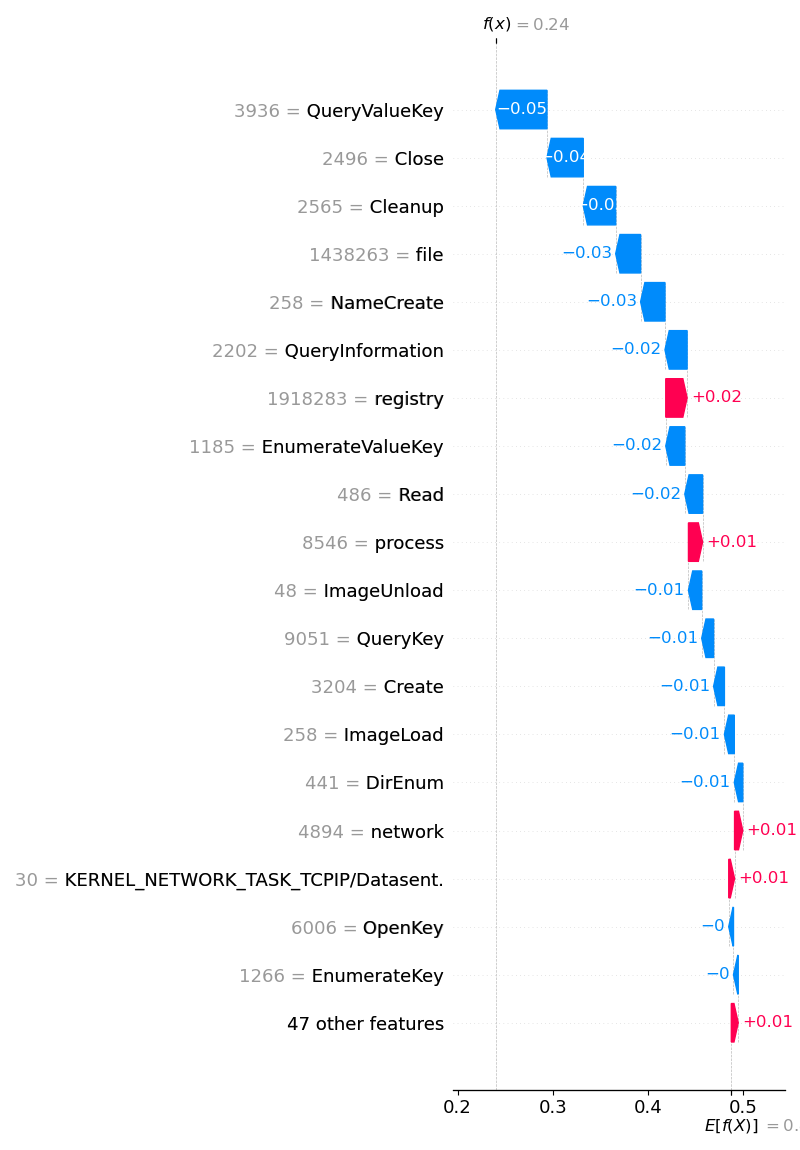 f(x) = 0.24
3936 = QueryValueKey
−0.05
2496 = Close
−0.04
2565 = Cleanup
−0.0
1438263 = file
−0.03
258 = NameCreate
−0.03
2202 = QueryInformation
−0.02
1918283 = registry
+0.02
1185 = EnumerateValueKey
−0.02
486 = Read
−0.02
8546 = process
+0.01
48 = ImageUnload
−0.01
9051 = QueryKey
−0.01
3204 = Create
−0.01
258 = ImageLoad
−0.01
441 = DirEnum
−0.01
4894 = network
+0.01
30 = KERNEL_NETWORK_TASK_TCPIP/Datasent.
+0.01
6006 = OpenKey
−0
1266 = EnumerateKey
−0
47 other features
+0.01
0.2 0.3 0.4 0.5
E[f(X)] = 0.